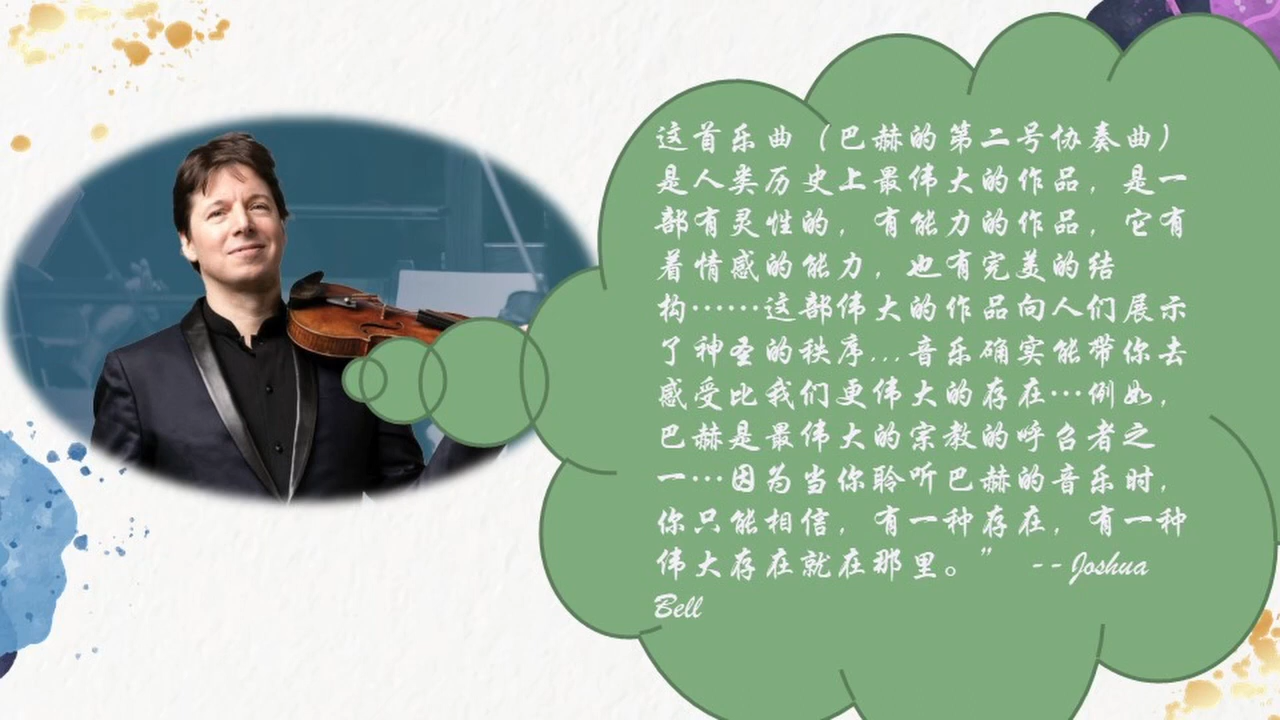 这首乐曲（巴赫的第二号协奏曲）
是人类历史上最伟大的作品，是一
部有灵性的，有能力的作品，它有
着情感的能力，也有完美的结
构……这部伟大的作品向人们展示
了神圣的秩序...音乐确实能带你去
感受比我们更伟大的存在…例如，
巴赫是最伟大的宗教的呼召者之
一…因为当你聆听巴赫的音乐时，
你只能相信，有一种存在，有一种
伟大存在就在那里。” -- Joshua
Bell